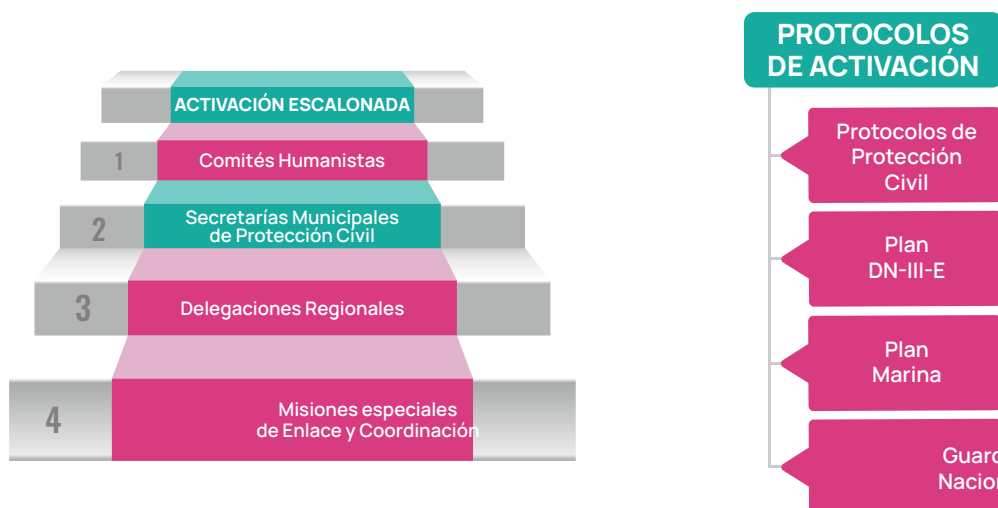 ACTIVACIÓN ESCALONADA
1
Comités Humanistas
2
Secretarías Municipales
de Protección Civil
3
Delegaciones Regionales
4
Misiones especiales
de Enlace y Coordinación
PROTOCOLOS
DE ACTIVACIÓN
Protocolos de
Protección
Civil
Plan
DN-III-E
Plan
Marina